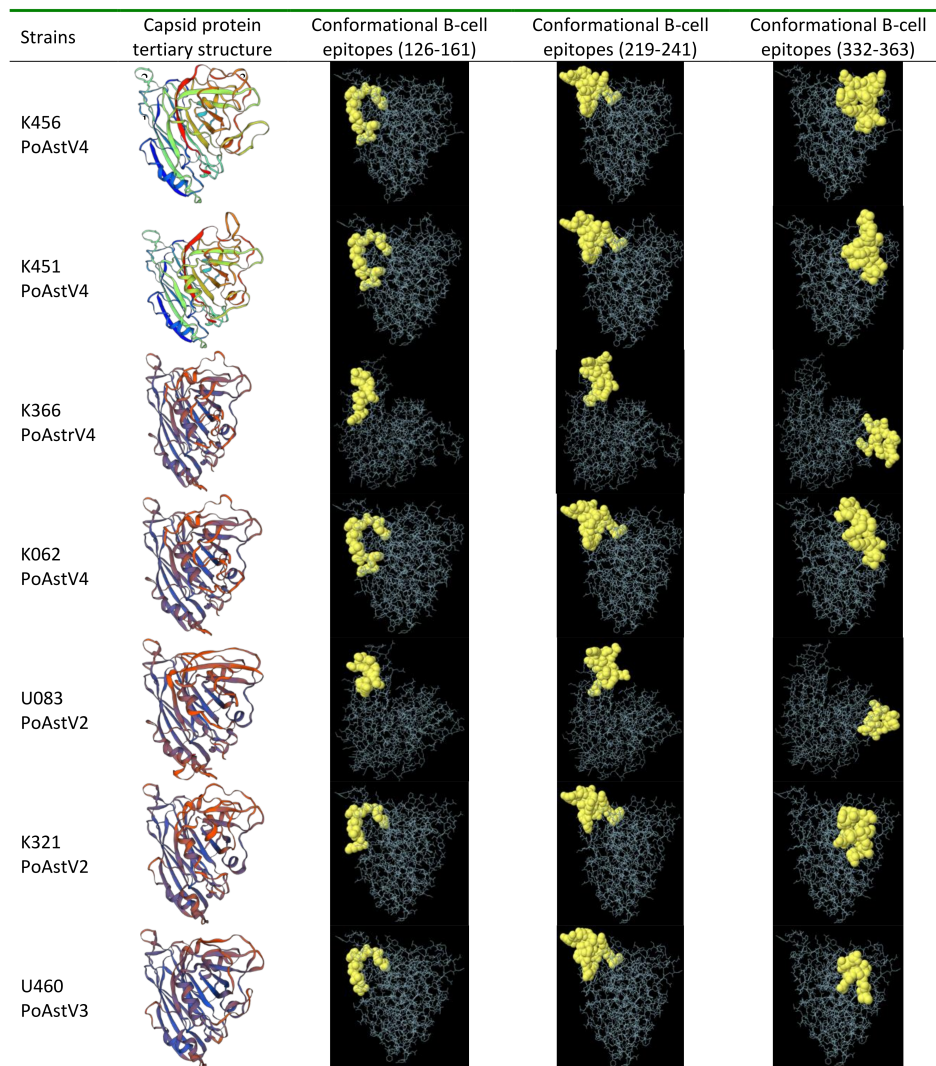 Strains
Capsid protein
tertiary structure
Conformational B-cell
epitopes (126-161)
Conformational B-cell
epitopes (219-241)
Conformational B-cell
epitopes (332-363)
K456
PoAstV4
K451
PoAstV4
K366
PoAstrV4
K062
PoAstV4
U083
PoAstV2
K321
PoAstV2
U460
PoAstV3